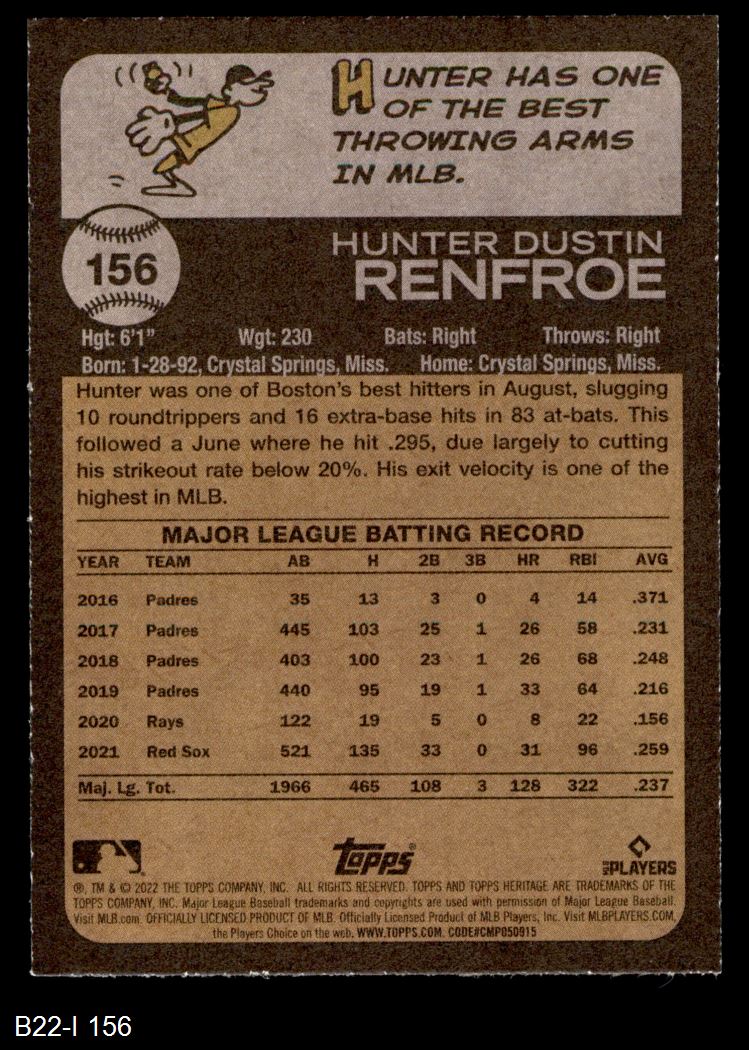 HUNTER HAS ONE
OF THE BEST
THROWING ARMS
IN MLB.
156
HUNTER DUSTIN
RENFROE
Hgt: 6'1" Wgt: 230 Bats: Right Throws: Right
Born: 1-28-92, Crystal Springs, Miss. Home: Crystal Springs, Miss.
Hunter was one of Boston's best hitters in August, slugging
10 roundtrippers and 16 extra-base hits in 83 at-bats. This
followed a June where he hit .295, due largely to cutting
his strikeout rate below 20%. His exit velocity is one of the
highest in MLB.
MAJOR LEAGUE BATTING RECORD
YEAR TEAM AB H 2B 3B HR RBI AVG
2016 Padres 35 13 3 0 4 14 .371
2017 Padres 445 103 25 1 26 58 .231
2018 Padres 403 100 23 1 26 68 .248
2019 Padres 440 95 19 1 33 64 .216
2020 Rays 122 19 5 0 8 22 .156
2021 Red Sox 521 135 33 0 31 96 .259
Maj. Lg. Tot. 1966 465 108 3 128 322 .237
Topps
MLB PLAYERS
®, TM & © 2022 THE TOPPS COMPANY, INC. ALL RIGHTS RESERVED. TOPPS AND TOPPS HERITAGE ARE TRADEMARKS OF THE
TOPPS COMPANY, INC. Major League Baseball trademarks and copyrights are used with permission of Major League Baseball.
Visit MLB.com. OFFICIALLY LICENSED PRODUCT OF MLB. Officially Licensed Product of MLB Players, Inc. Visit MLBPLAYERS.COM,
the Players Choice on the web. WWW.TOPPS.COM. CODE#CMP050915
B22-I 156